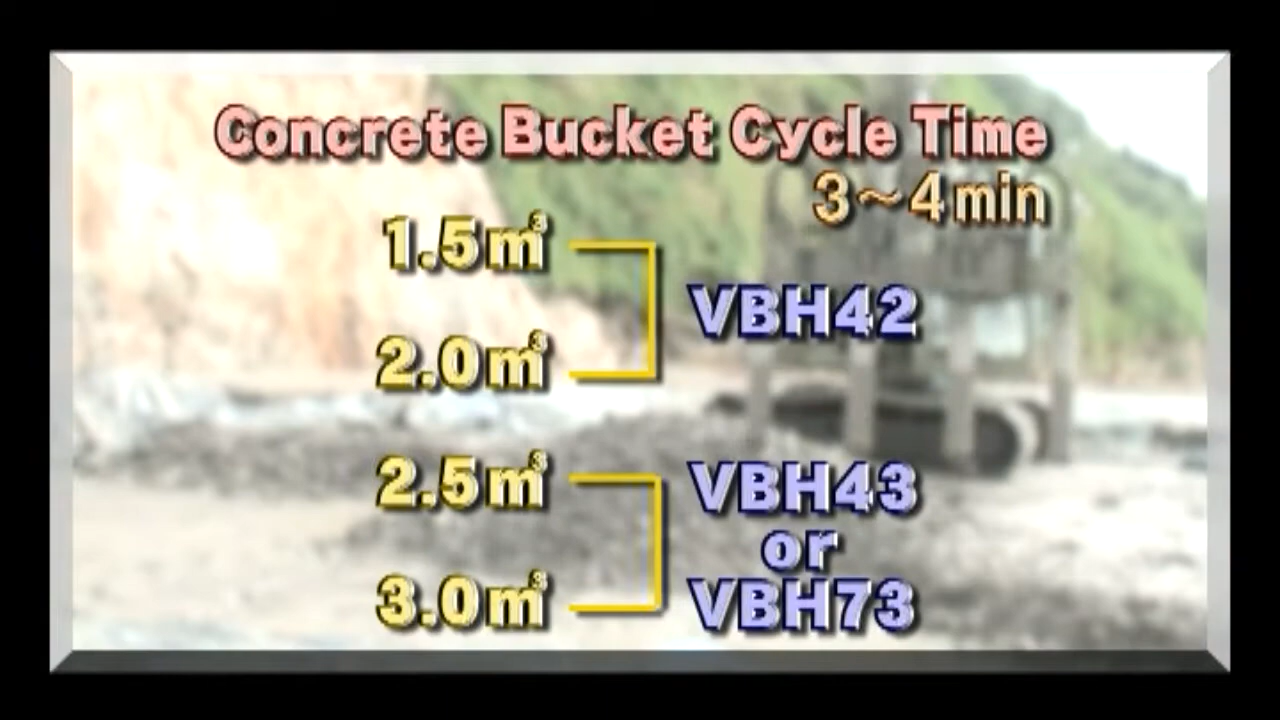 Concrete Bucket Cycle Time
3~4min
1.5㎥
VBH42
2.0㎥
2.5㎥
VBH43
or
3.0㎥
VBH73